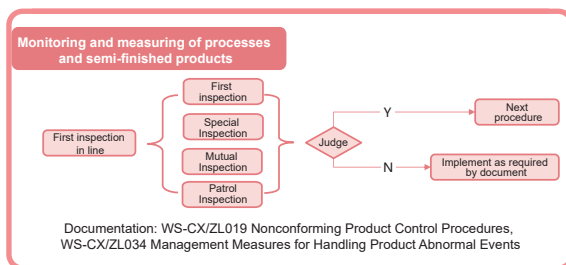 Monitoring and measuring of processes
and semi-finished products
First inspection
in line
First
inspection
Special
Inspection
Mutual
Inspection
Patrol
Inspection
Judge
Y
Next
procedure
N
Implement as required
by document
Documentation: WS-CX/ZL019 Nonconforming Product Control Procedures,
WS-CX/ZL034 Management Measures for Handling Product Abnormal Events